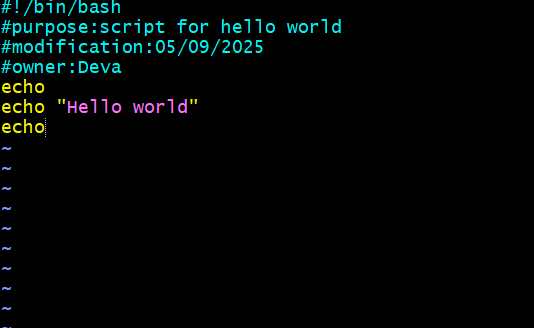 #!/bin/bash
#purpose:script for hello world
#modification:05/09/2025
#owner:Deva
echo
echo "Hello world"
echo
~
~
~
~
~
~
~
~
~
~